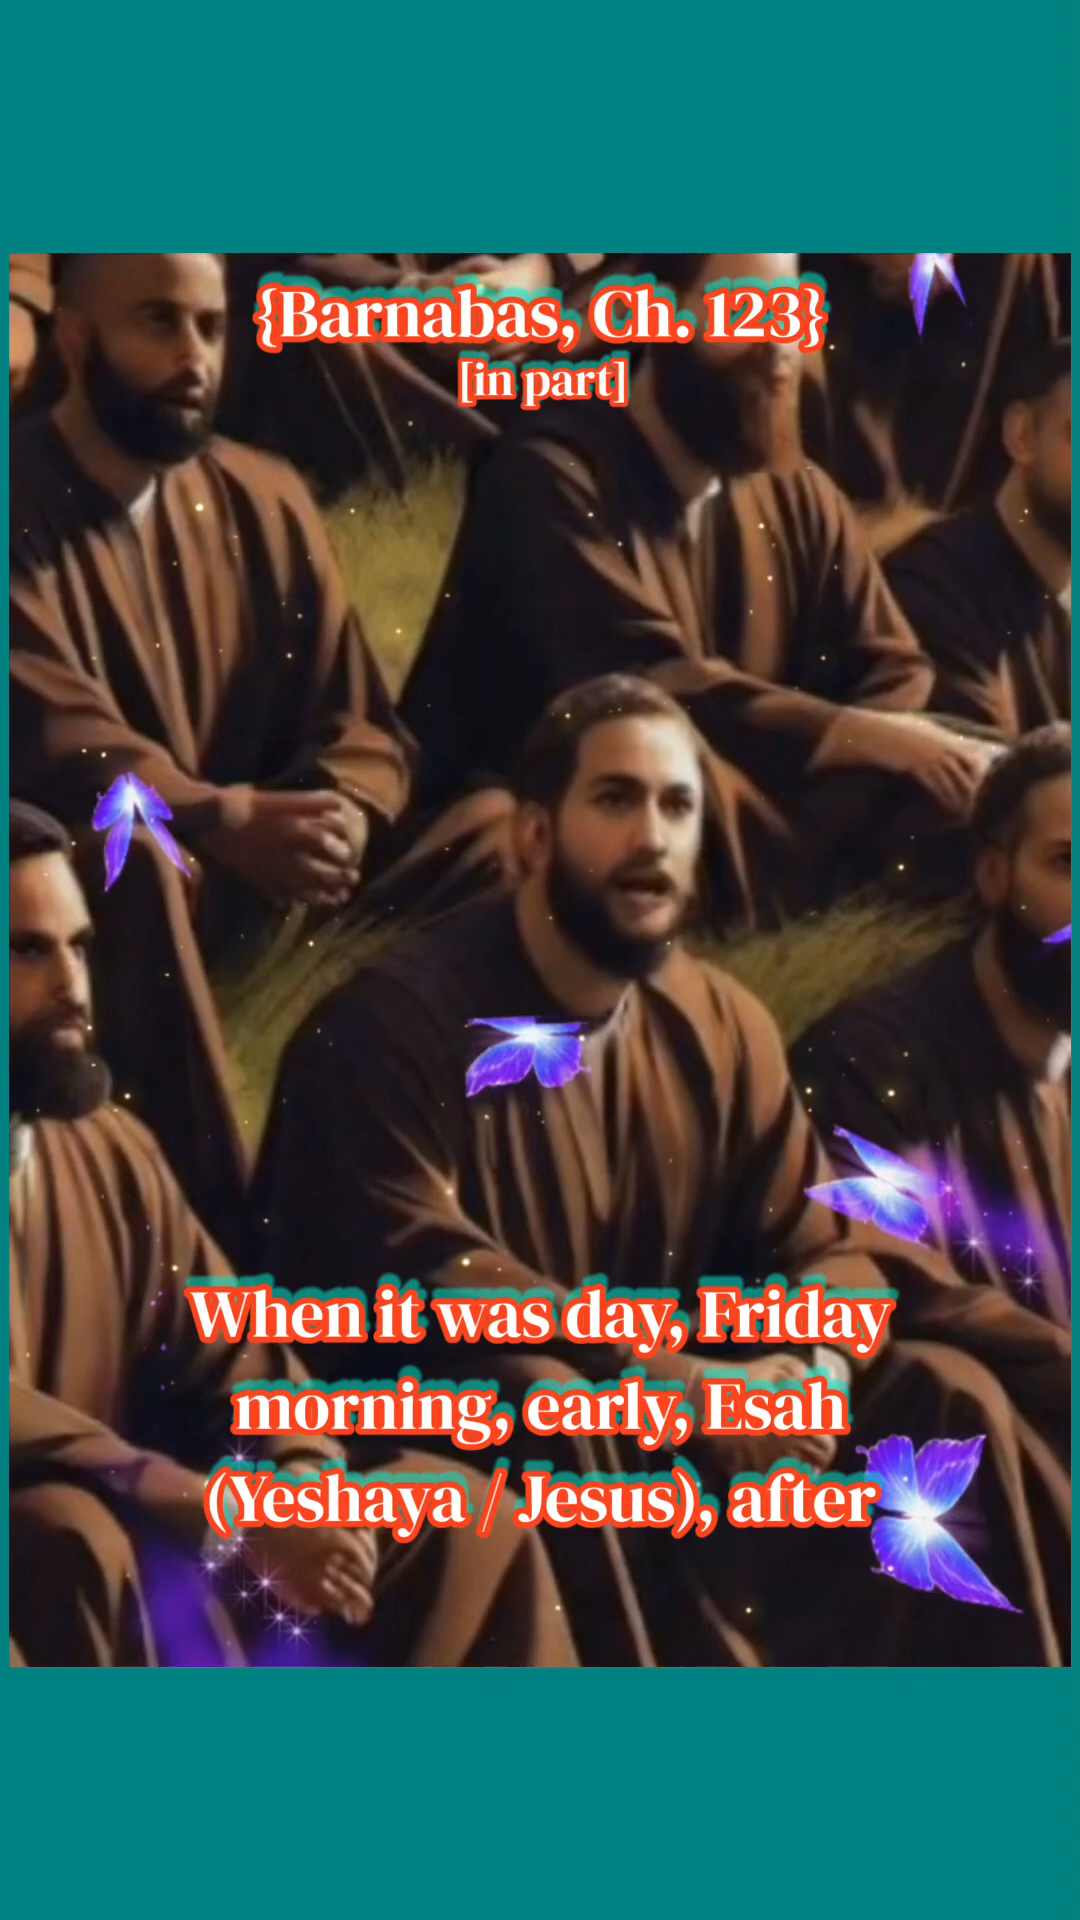 {Barnabas, Ch. 123}
[in part]
When it was day, Friday
morning, early, Esah
(Yeshaya / Jesus), after